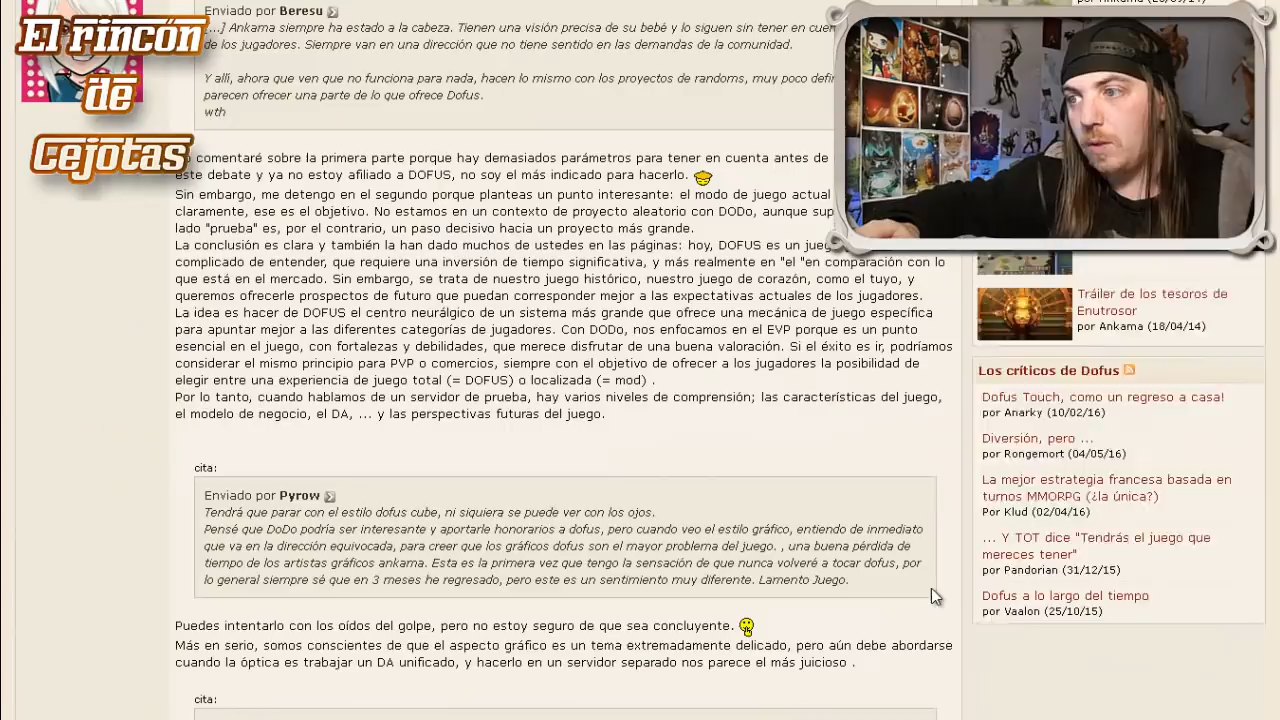 por Ankama (20/09/14)
Enviado por Beresu
...] Ankama siempre ha estado a la cabeza. Tienen una visión precisa de su bebé y lo siguen sin tener en cuen
de los jugadores. Siempre van en una dirección que no tiene sentido en las demandas de la comunidad.
Y allí, ahora que ven que no funciona para nada, hacen lo mismo con los proyectos de randoms, muy poco defin
parecen ofrecer una parte de lo que ofrece Dofus.
wth
El rincón
de
Cejotas
comentaré sobre la primera parte porque hay demasiados parámetros para tener en cuenta antes de
este debate y ya no estoy afiliado a DOFUS, no soy el más indicado para hacerlo.
Sin embargo, me detengo en el segundo porque planteas un punto interesante: el modo de juego actual
claramente, ese es el objetivo. No estamos en un contexto de proyecto aleatorio con DODo, aunque sup
lado "prueba" es, por el contrario, un paso decisivo hacia un proyecto más grande.
La conclusión es clara y también la han dado muchos de ustedes en las páginas: hoy, DOFUS es un jueg
complicado de entender, que requiere una inversión de tiempo significativa, y más realmente en "el "en comparación con lo
que está en el mercado. Sin embargo, se trata de nuestro juego histórico, nuestro juego de corazón, como el tuyo, y
queremos ofrecerle prospectos de futuro que puedan corresponder mejor a las expectativas actuales de los jugadores.
La idea es hacer de DOFUS el centro neurálgico de un sistema más grande que ofrece una mecánica de juego específica
para apuntar mejor a las diferentes categorías de jugadores. Con DODo, nos enfocamos en el EVP porque es un punto
esencial en el juego, con fortalezas y debilidades, que merece disfrutar de una buena valoración. Si el éxito es ir, podríamos
considerar el mismo principio para PVP o comercios, siempre con el objetivo de ofrecer a los jugadores la posibilidad de
elegir entre una experiencia de juego total (= DOFUS) o localizada (= mod) .
Por lo tanto, cuando hablamos de un servidor de prueba, hay varios niveles de comprensión; las características del juego,
el modelo de negocio, el DA, ... y las perspectivas futuras del juego.
cita:
Enviado por Pyrow
Tendrá que parar con el estilo dofus cube, ni siquiera se puede ver con los ojos.
Pensé que DoDo podría ser interesante y aportarle honorarios a dofus, pero cuando veo el estilo gráfico, entiendo de inmediato
que va en la dirección equivocada, para creer que los gráficos dofus son el mayor problema del juego. , una buena pérdida de
tiempo de los artistas gráficos ankama. Esta es la primera vez que tengo la sensación de que nunca volveré a tocar dofus, por
lo general siempre sé que en 3 meses he regresado, pero este es un sentimiento muy diferente. Lamento Juego.
Puedes intentarlo con los oídos del golpe, pero no estoy seguro de que sea concluyente.
Más en serio, somos conscientes de que el aspecto gráfico es un tema extremadamente delicado, pero aún debe abordarse
cuando la óptica es trabajar un DA unificado, y hacerlo en un servidor separado nos parece el más juicioso .
cita:
Tráiler de los tesoros de
Enutrosor
por Ankama (18/04/14)
Los críticos de Dofus
Dofus Touch, como un regreso a casa!
por Anarky (10/02/16)
Diversión, pero ...
por Rongemort (04/05/16)
La mejor estrategia francesa basada en
turnos MMORPG (¿la única?)
por Klud (02/04/16)
... Y TOT dice "Tendrás el juego que
mereces tener"
por Pandorian (31/12/15)
Dofus a lo largo del tiempo
por Vaalon (25/10/15)